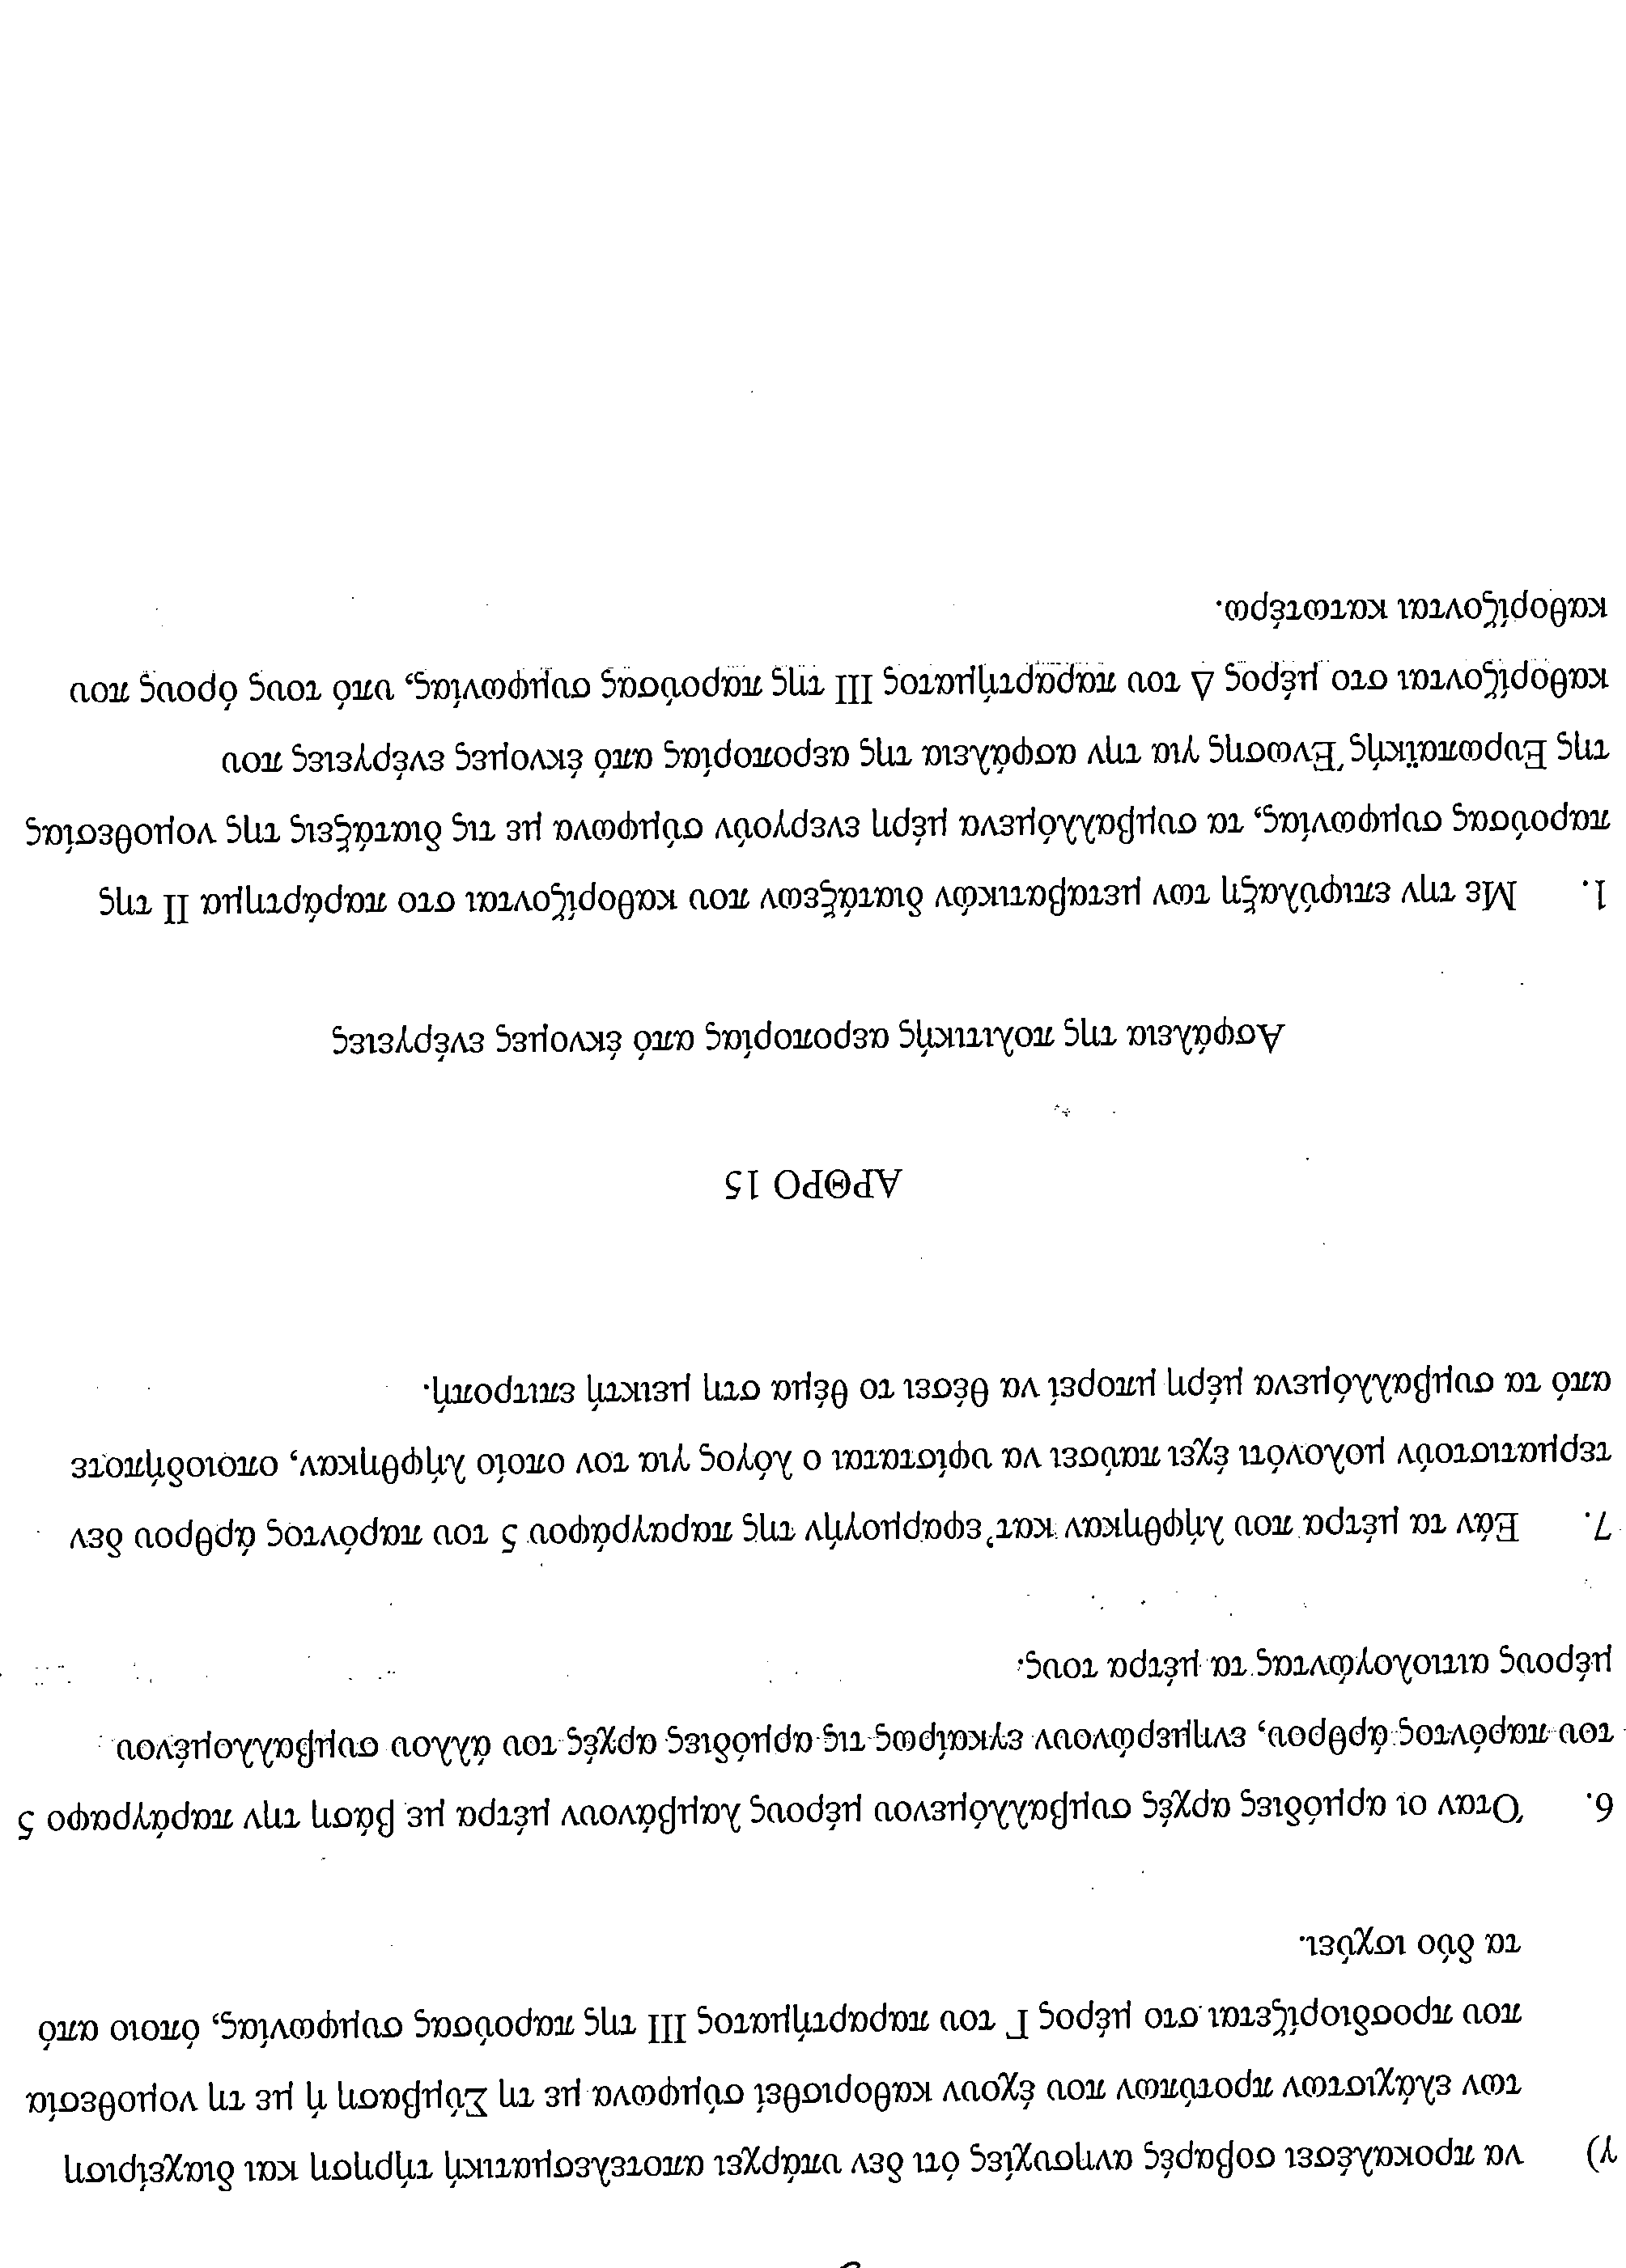 γ) να προκαλέσει σοβαρές ανησυχίες ότι δεν υπάρχει αποτελεσματική τήρηση και διαχείριση
των ελάχιστων προτύπων που έχουν καθορισθεί σύμφωνα με τη Σύμβαση ή με τη νομοθεσία
που προσδιορίζεται στο μέρος Γ του παραρτήματος III της παρούσας συμφωνίας, όποιο από
τα δύο ισχύει.
6. Όταν οι αρμόδιες αρχές συμβαλλόμενου μέρους λαμβάνουν μέτρα με βάση την παράγραφο 5
του παρόντος άρθρου, ενημερώνουν εγκαίρως τις αρμόδιες αρχές του άλλου συμβαλλομένου
μέρους αιτιολογώντας τα μέτρα τους.
7. Εάν τα μέτρα που λήφθηκαν κατ' εφαρμογήν της παραγράφου 5 του παρόντος άρθρου δεν
τερματιστούν μολονότι έχει παύσει να υφίσταται ο λόγος για τον οποίο λήφθηκαν, οποιοδήποτε
από τα συμβαλλόμενα μέρη μπορεί να θέσει το θέμα στη μεικτή επιτροπή.
ΑΡΘΡΟ 15
Ασφάλεια της πολιτικής αεροπορίας από έκνομες ενέργειες
1. Με την επιφύλαξη των μεταβατικών διατάξεων που καθορίζονται στο παράρτημα II της
παρούσας συμφωνίας, τα συμβαλλόμενα μέρη ενεργούν σύμφωνα με τις διατάξεις της νομοθεσίας
της Ευρωπαϊκής Ένωσης για την ασφάλεια της αεροπορίας από έκνομες ενέργειες που
καθορίζονται στο μέρος Δ του παραρτήματος III της παρούσας συμφωνίας, υπό τους όρους που
καθορίζονται κατωτέρω.